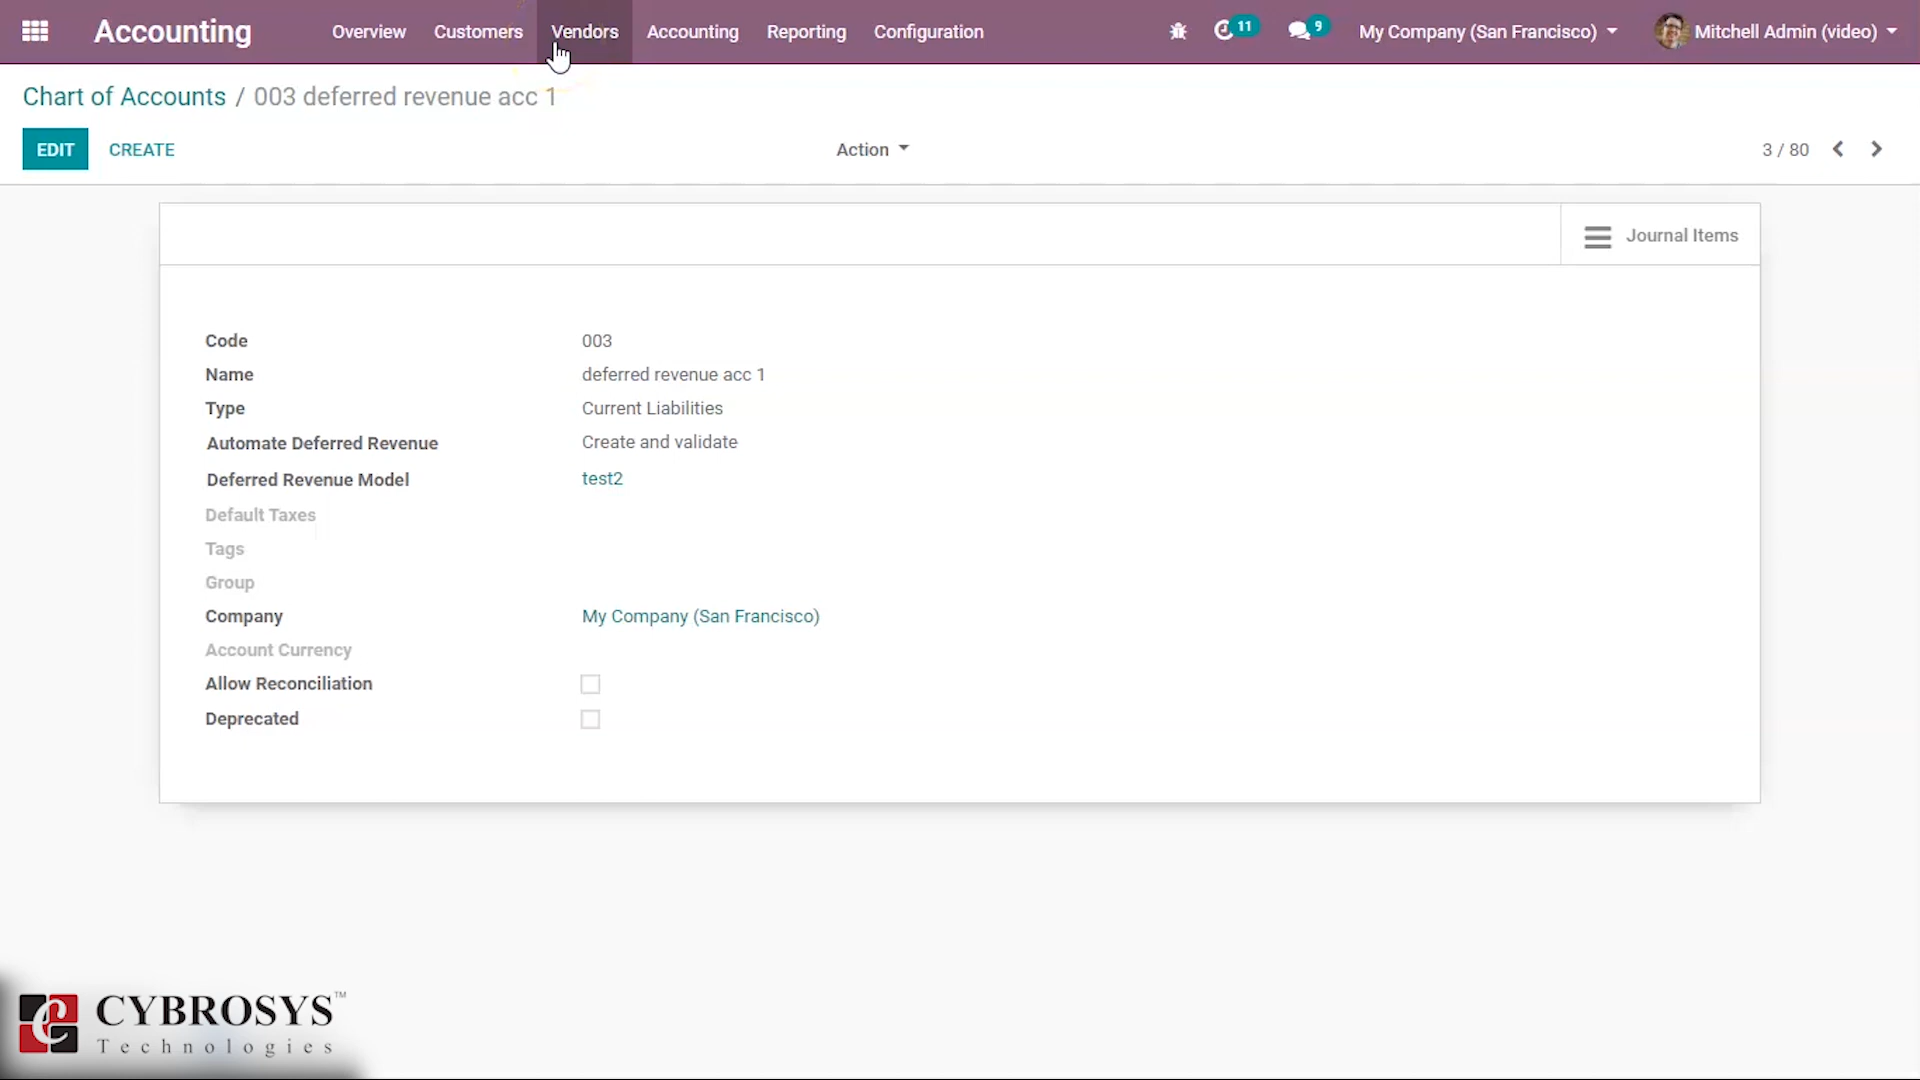 Accounting Overview Customers Vendors Accounting Reporting Configuration 11 9 My Company (San Francisco) Mitchell Admin (video)
Chart of Accounts / 003 deferred revenue acc 1
EDIT CREATE Action 3 / 80
Journal Items
Code 003
Name deferred revenue acc 1
Type Current Liabilities
Automate Deferred Revenue Create and validate
Deferred Revenue Model test2
Default Taxes
Tags
Group
Company My Company (San Francisco)
Account Currency
Allow Reconciliation
Deprecated
CYBROSYS™
Technologies